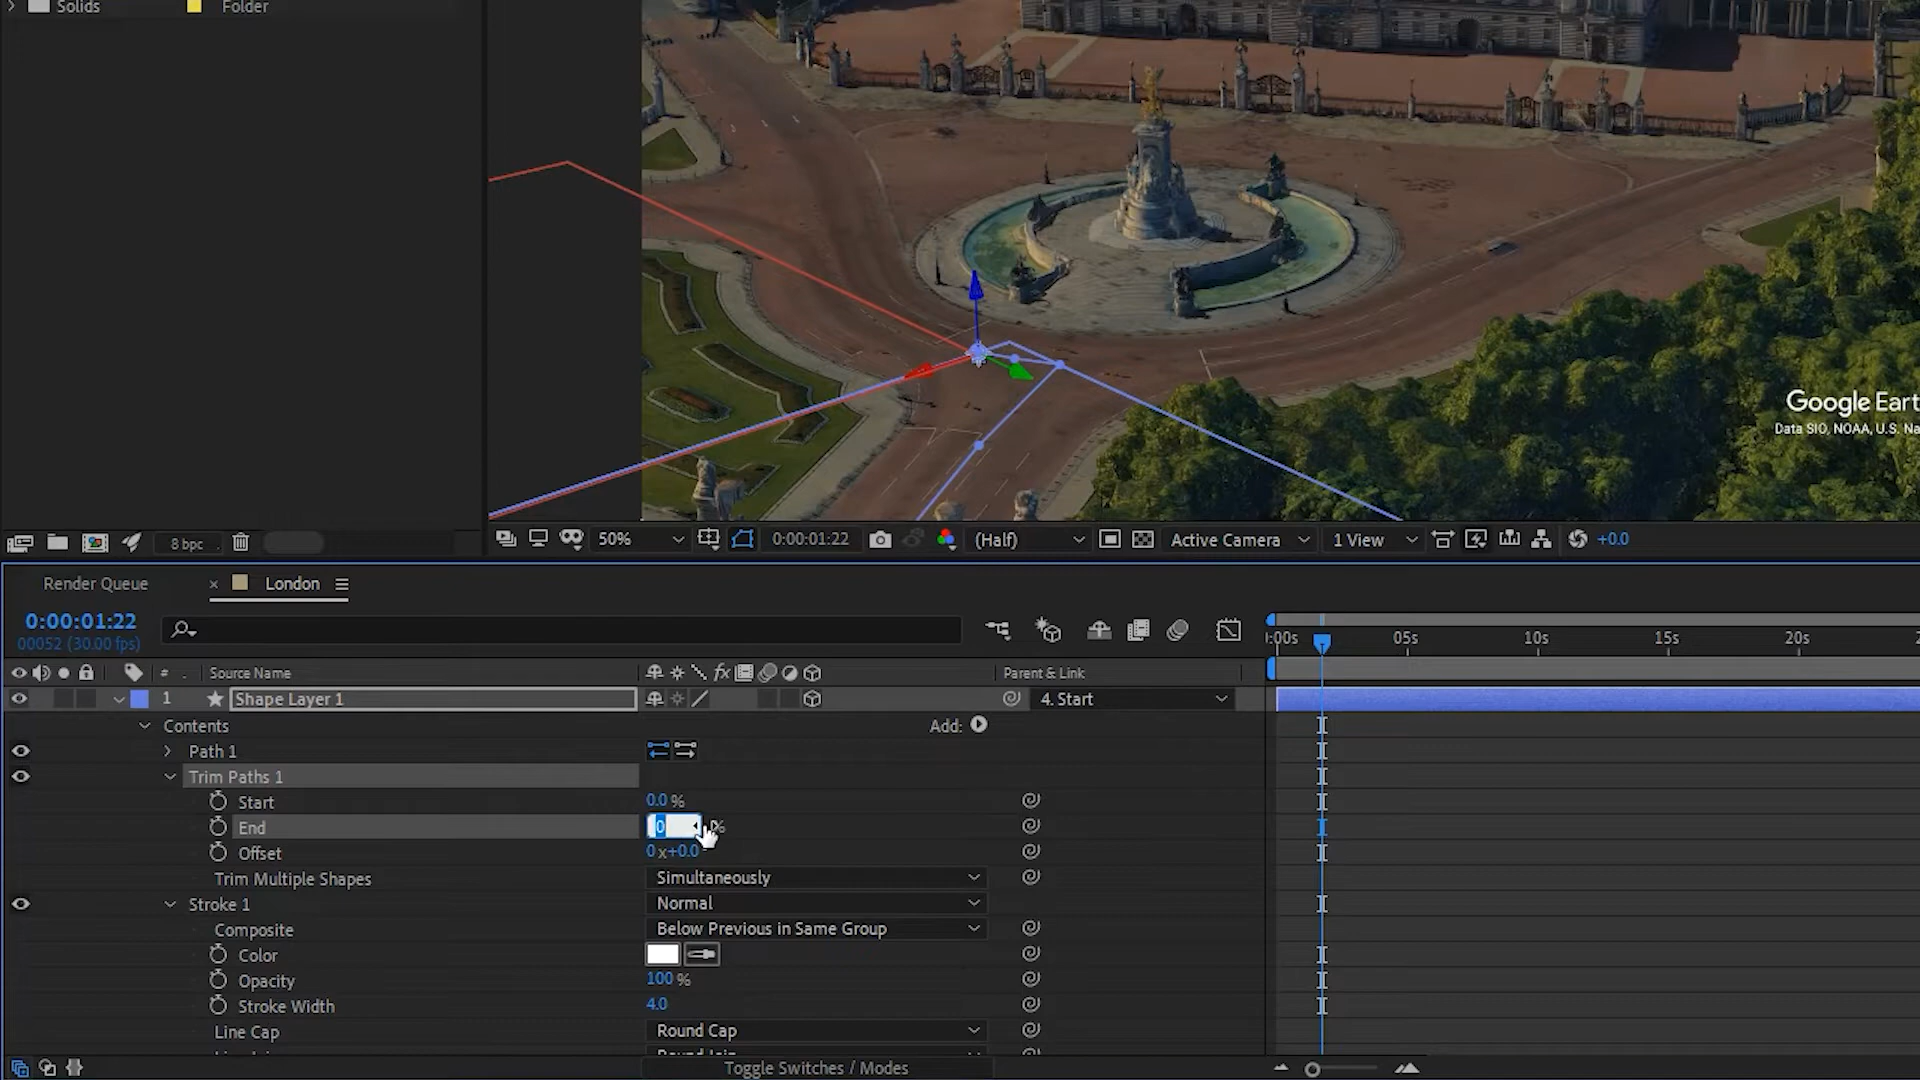 Solids
Folder
Google Eart
Data SIO, NOAA, U.S. Na
8 bpc
50%
0:00:01:22
(Half)
Active Camera
1 View
+0.0
Render Queue
London
0:00:01:22
00052 (30.00 fps)
:00s
05s
10s
15s
20s
2
#
Source Name
fx
Parent & Link
1
Shape Layer 1
4. Start
Contents
Add:
Path 1
Trim Paths 1
Start
0.0 %
End
0
%
Offset
0 x+0.0
Trim Multiple Shapes
Simultaneously
Stroke 1
Normal
Composite
Below Previous in Same Group
Color
Opacity
100 %
Stroke Width
4.0
Line Cap
Round Cap
Toggle Switches / Modes